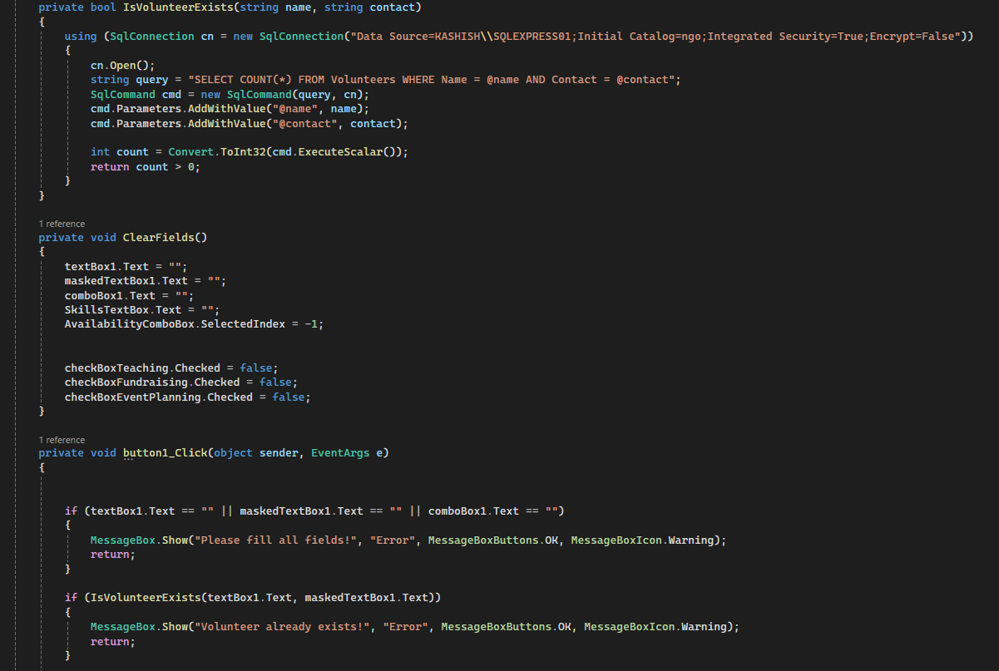 private bool IsVolunteerExists(string name, string contact)
{
using (SqlConnection cn = new SqlConnection("Data Source=KASHISH\\SQLEXPRESS01;Initial Catalog=ngo;Integrated Security=True;Encrypt=False"))
{
cn.Open();
string query = "SELECT COUNT(*) FROM Volunteers WHERE Name = @name AND Contact = @contact";
SqlCommand cmd = new SqlCommand(query, cn);
cmd.Parameters.AddWithValue("@name", name);
cmd.Parameters.AddWithValue("@contact", contact);
int count = Convert.ToInt32(cmd.ExecuteScalar());
return count > 0;
}
}
1 reference
private void ClearFields()
{
textBox1.Text = "";
maskedTextBox1.Text = "";
comboBox1.Text = "";
SkillsTextBox.Text = "";
AvailabilityComboBox.SelectedIndex = -1;
checkBoxTeaching.Checked = false;
checkBoxFundraising.Checked = false;
checkBoxEventPlanning.Checked = false;
}
1 reference
private void button1_Click(object sender, EventArgs e)
{
if (textBox1.Text == "" || maskedTextBox1.Text == "" || comboBox1.Text == "")
{
MessageBox.Show("Please fill all fields!", "Error", MessageBoxButtons.OK, MessageBoxIcon.Warning);
return;
}
if (IsVolunteerExists(textBox1.Text, maskedTextBox1.Text))
{
MessageBox.Show("Volunteer already exists!", "Error", MessageBoxButtons.OK, MessageBoxIcon.Warning);
return;
}